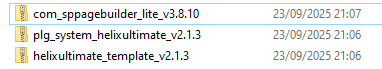 com_sppagebuilder_lite_v3.8.10 23/09/2025 21:07
plg_system_helixultimate_v2.1.3 23/09/2025 21:06
helixultimate_template_v2.1.3 23/09/2025 21:06